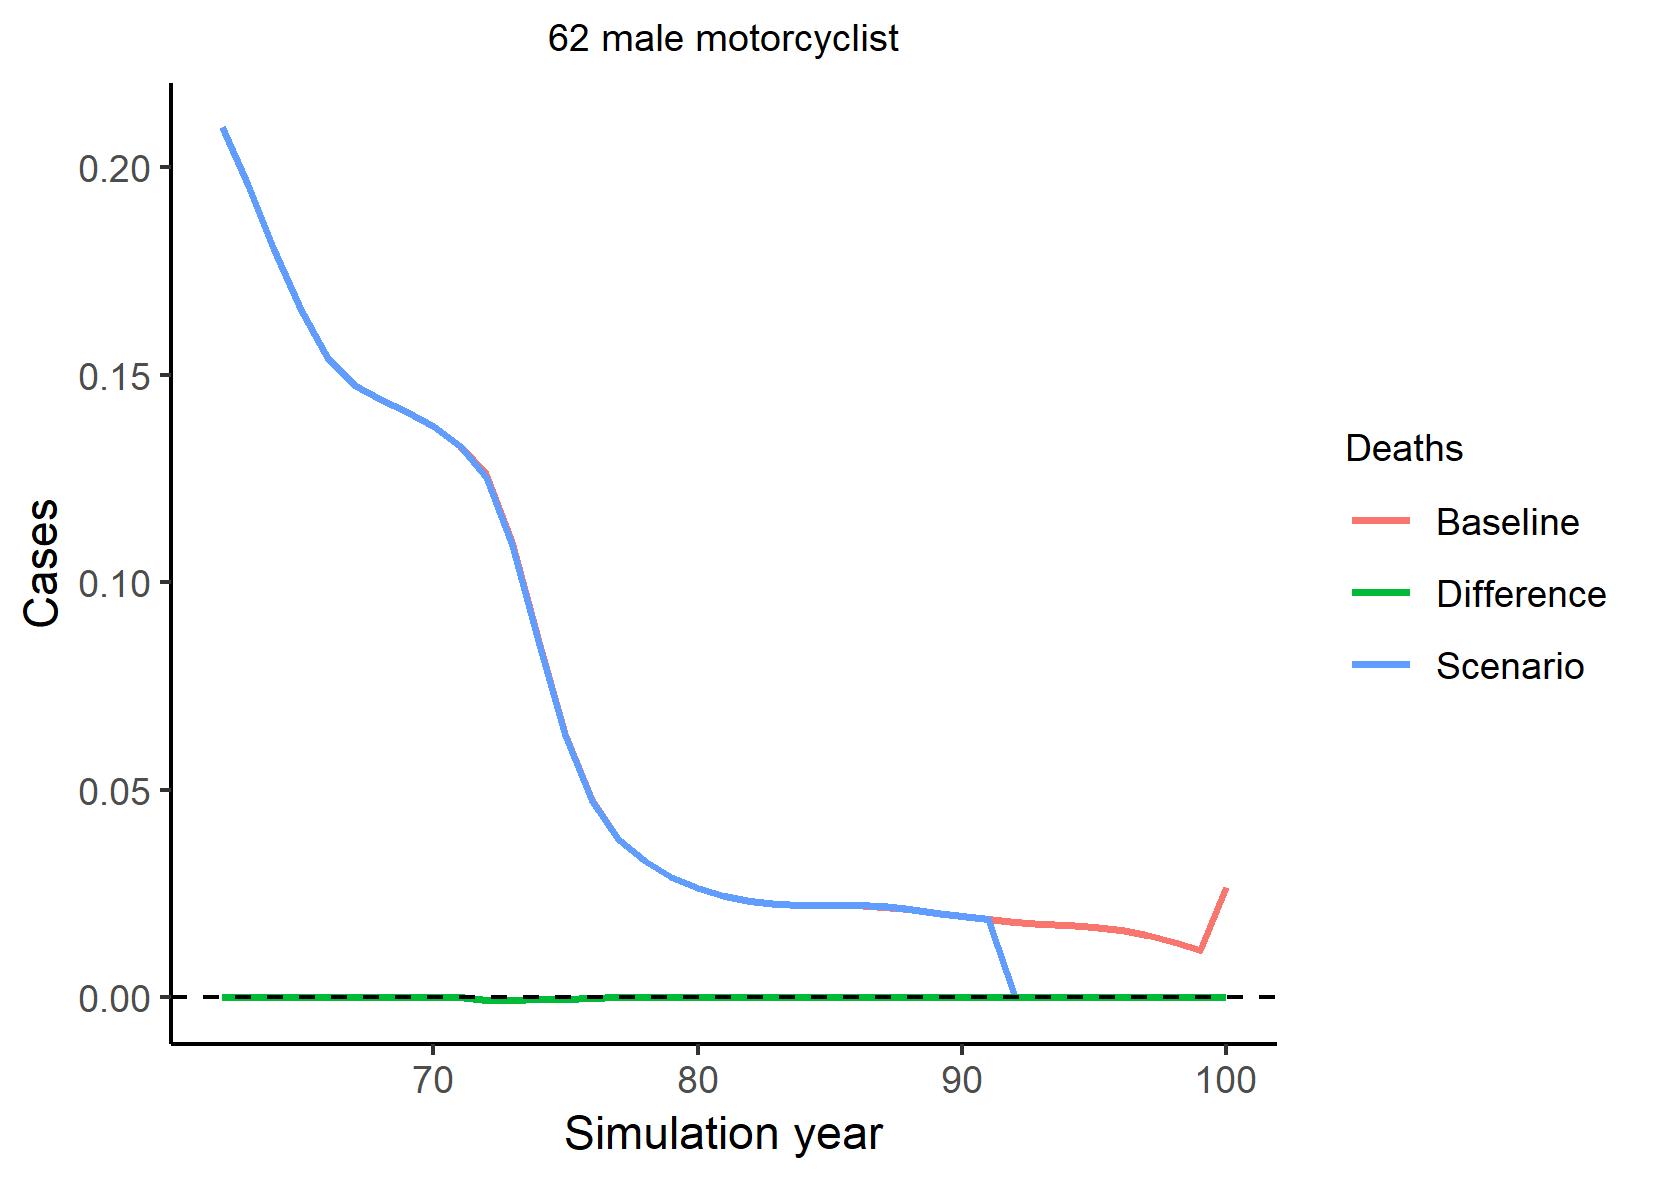 62 male motorcyclist
Cases
0.20
0.15
0.10
0.05
0.00
70 80 90 100
Simulation year
Deaths
Baseline
Difference
Scenario